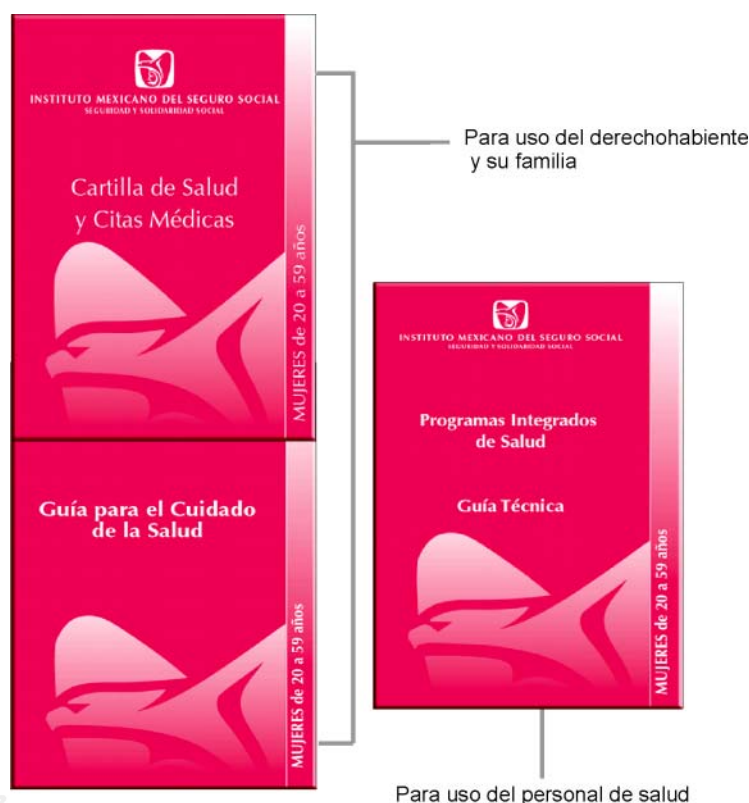 INSTITUTO MEXICANO DEL SEGURO SOCIAL
SEGURIDAD Y SOLIDARIDAD SOCIAL
Cartilla de Salud
y Citas Médicas
MUJERES de 20 a 59 años
Para uso del derechohabiente
y su familia
Guía para el Cuidado
de la Salud
MUJERES de 20 a 59 años
INSTITUTO MEXICANO DEL SEGURO SOCIAL
SEGURIDAD Y SOLIDARIDAD SOCIAL
Programas Integrados
de Salud
Guía Técnica
MUJERES de 20 a 59 años
Para uso del personal de salud